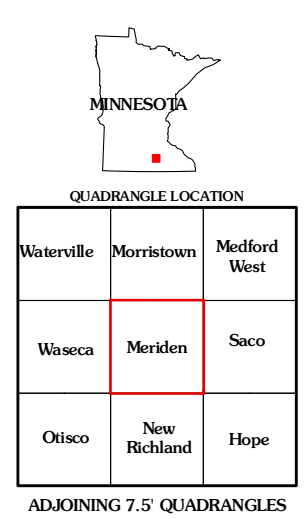 MINNESOTA
QUADRANGLE LOCATION
Waterville
Morristown
Medford
West
Waseca
Meriden
Saco
Otisco
New
Richland
Hope
ADJOINING 7.5' QUADRANGLES